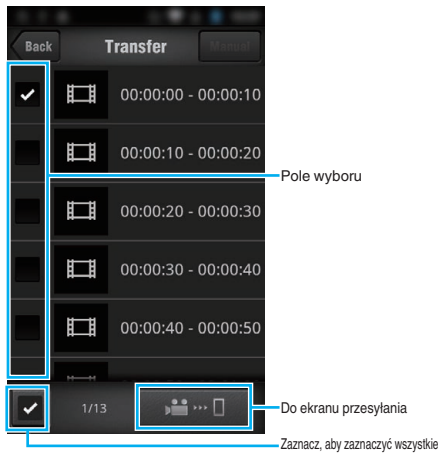 Back Transfer Manual
00:00:00 - 00:00:10
00:00:10 - 00:00:20
Pole wyboru
00:00:20 - 00:00:30
00:00:30 - 00:00:40
00:00:40 - 00:00:50
1/13
Do ekranu przesyłania
Zaznacz, aby zaznaczyć wszystkie